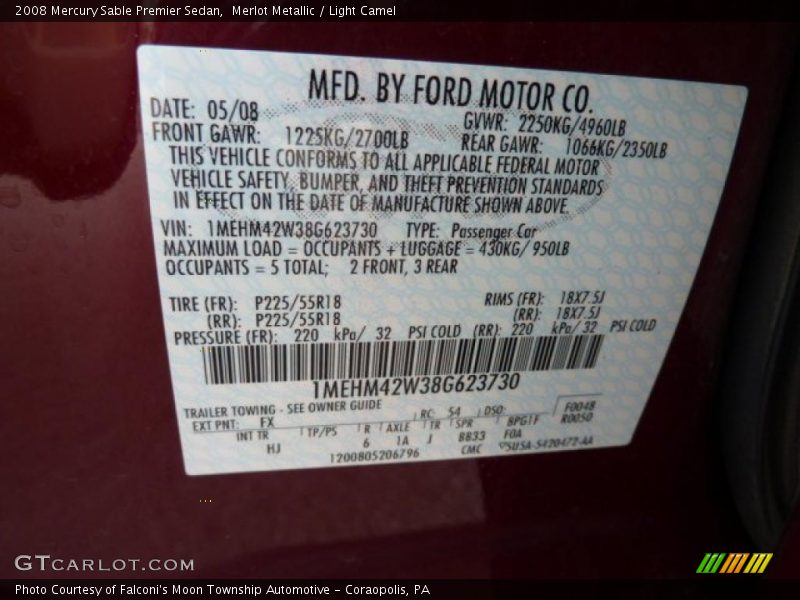 2008 Mercury Sable Premier Sedan,  Merlot Metallic / Light Camel
MFD. BY FORD MOTOR CO.
DATE: 05/08
GVWR: 2250KG/4960LB
FRONT GAWR: 1225KG/2700LB
REAR GAWR: 1066KG/2350LB
THIS VEHICLE CONFORMS TO ALL APPLICABLE FEDERAL MOTOR
VEHICLE SAFETY, BUMPER, AND THEFT PREVENTION STANDARDS
IN EFFECT ON THE DATE OF MANUFACTURE SHOWN ABOVE.
VIN: 1MEHM42W38G623730 TYPE: Passenger Car
MAXIMUM LOAD = OCCUPANTS + LUGGAGE = 430KG/ 950LB
OCCUPANTS = 5 TOTAL; 2 FRONT, 3 REAR
TIRE (FR): P225/55R18 RIMS (FR): 18X7.5J
(RR): P225/55R18 (RR): 18X7.5J
PRESSURE (FR): 220 kPa/ 32 PSI COLD (RR): 220 kPa/ 32 PSI COLD
1MEHM42W38G623730
TRAILER TOWING - SEE OWNER GUIDE
EXT PNT: FX RC: 54 DSO: F0048
INT TR TP/PS R AXLE TR SPR 8PG1F R0050
HJ 6 1A J 8833 F0A
1200805206796 CMC 5U5A-5420472-AA
GTCARLOT.COM
Photo Courtesy of Falconi's Moon Township Automotive - Coraopolis, PA